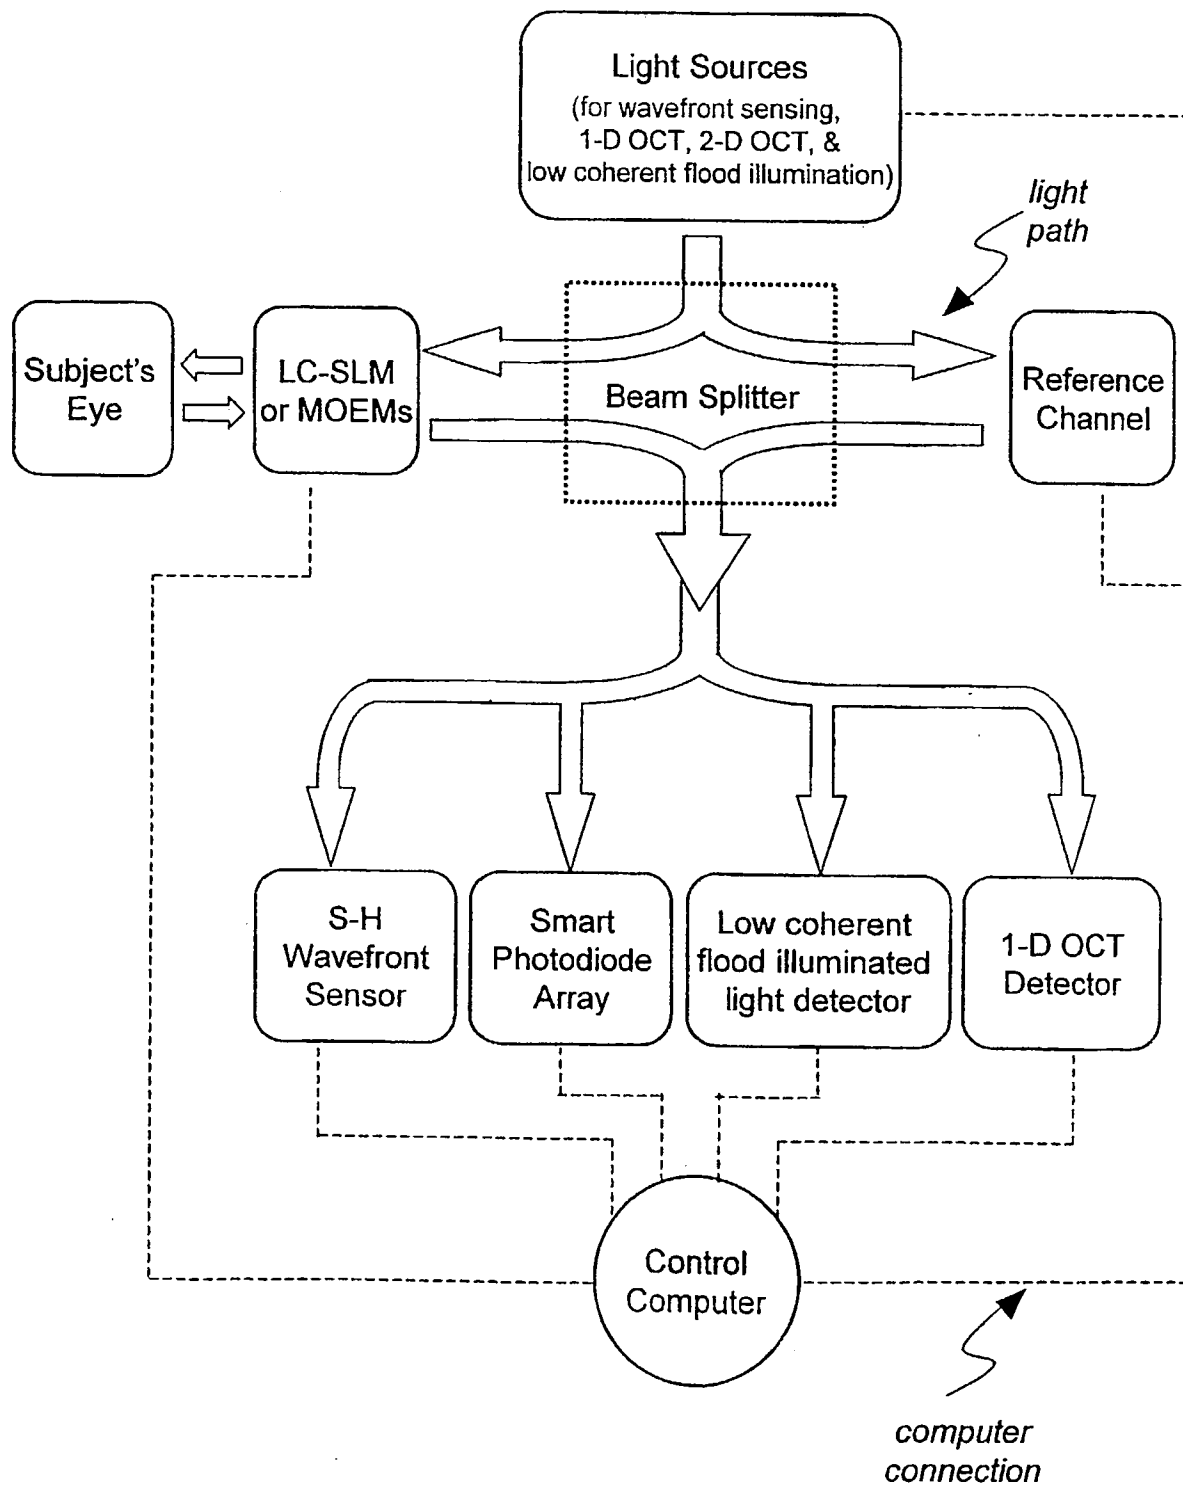 Light Sources
(for wavefront sensing,
1-D OCT, 2-D OCT, &
low coherent flood illumination)
light
path
Subject's
Eye
LC-SLM
or MOEMs
Beam Splitter
Reference
Channel
S-H
Wavefront
Sensor
Smart
Photodiode
Array
Low coherent
flood illuminated
light detector
1-D OCT
Detector
Control
Computer
computer
connection